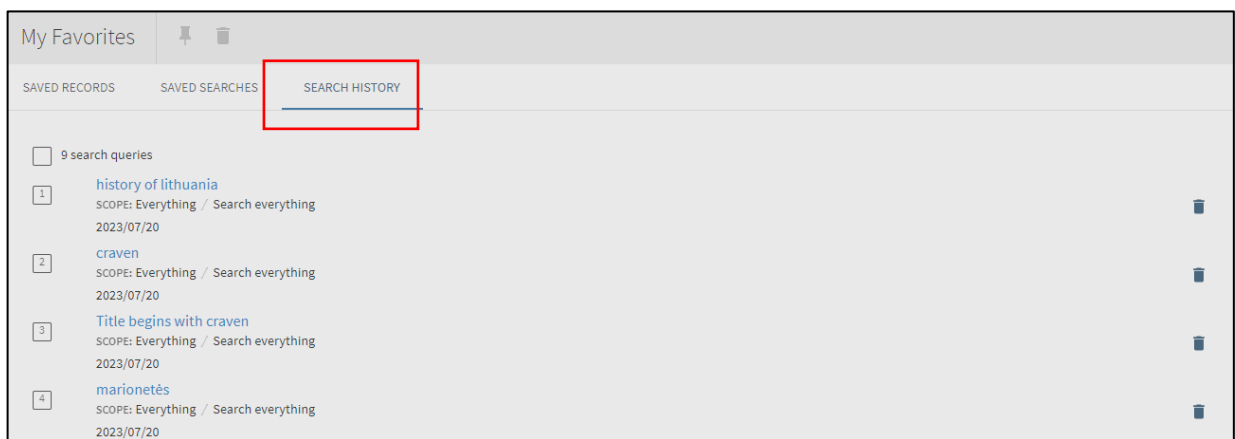 My Favorites
SAVED RECORDS SAVED SEARCHES SEARCH HISTORY
9 search queries
1 history of lithuania
SCOPE: Everything / Search everything
2023/07/20
2 craven
SCOPE: Everything / Search everything
2023/07/20
3 Title begins with craven
SCOPE: Everything / Search everything
2023/07/20
4 marionetės
SCOPE: Everything / Search everything
2023/07/20